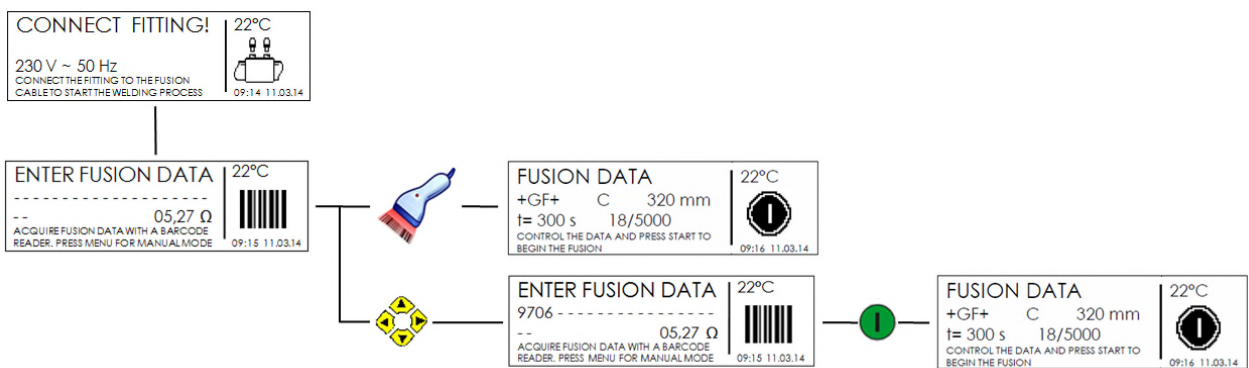 CONNECT FITTING!
22°C
230 V ~ 50 Hz
CONNECT THE FITTING TO THE FUSION
CABLE TO START THE WELDING PROCESS
09:14 11.03.14
ENTER FUSION DATA
22°C
- - - - - - - - - - - - - - - - - - - -
- - 05,27 Ω
ACQUIRE FUSION DATA WITH A BARCODE
READER. PRESS MENU FOR MANUAL MODE
09:15 11.03.14
FUSION DATA
22°C
+GF+ C 320 mm
t= 300 s 18/5000
CONTROL THE DATA AND PRESS START TO
BEGIN THE FUSION
09:16 11.03.14
ENTER FUSION DATA
22°C
9706 - - - - - - - - - - - - - - - -
- - 05,27 Ω
ACQUIRE FUSION DATA WITH A BARCODE
READER. PRESS MENU FOR MANUAL MODE
09:15 11.03.14
FUSION DATA
22°C
+GF+ C 320 mm
t= 300 s 18/5000
CONTROL THE DATA AND PRESS START TO
BEGIN THE FUSION
09:16 11.03.14